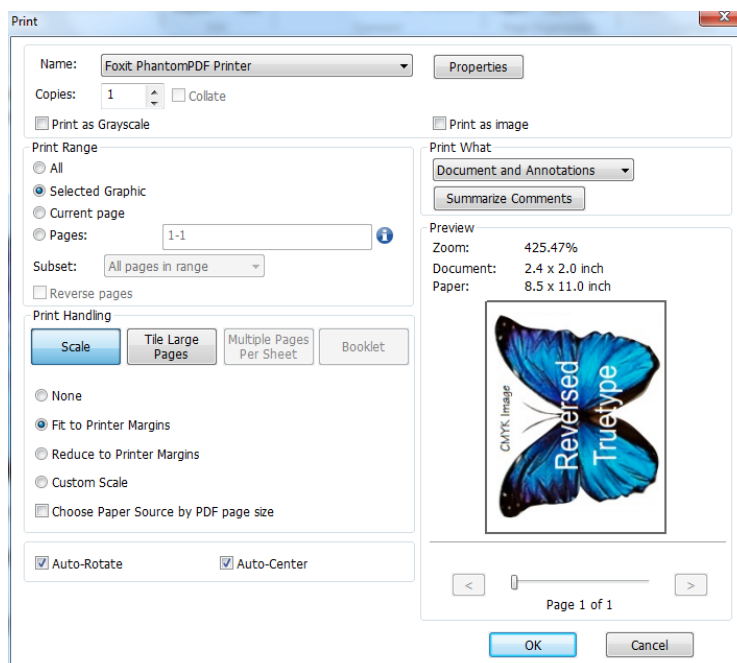 Print
Name: Foxit PhantomPDF Printer Properties
Copies: 1 Collate
Print as Grayscale Print as image
Print Range
All
Selected Graphic
Current page
Pages: 1-1
Subset: All pages in range
Reverse pages
Print What
Document and Annotations
Summarize Comments
Print Handling
Scale Tile Large Pages Multiple Pages Per Sheet Booklet
None
Fit to Printer Margins
Reduce to Printer Margins
Custom Scale
Choose Paper Source by PDF page size
Auto-Rotate Auto-Center
Preview
Zoom: 425.47%
Document: 2.4 x 2.0 inch
Paper: 8.5 x 11.0 inch
CMYK Image
Reversed
Truetype
< >
Page 1 of 1
OK Cancel